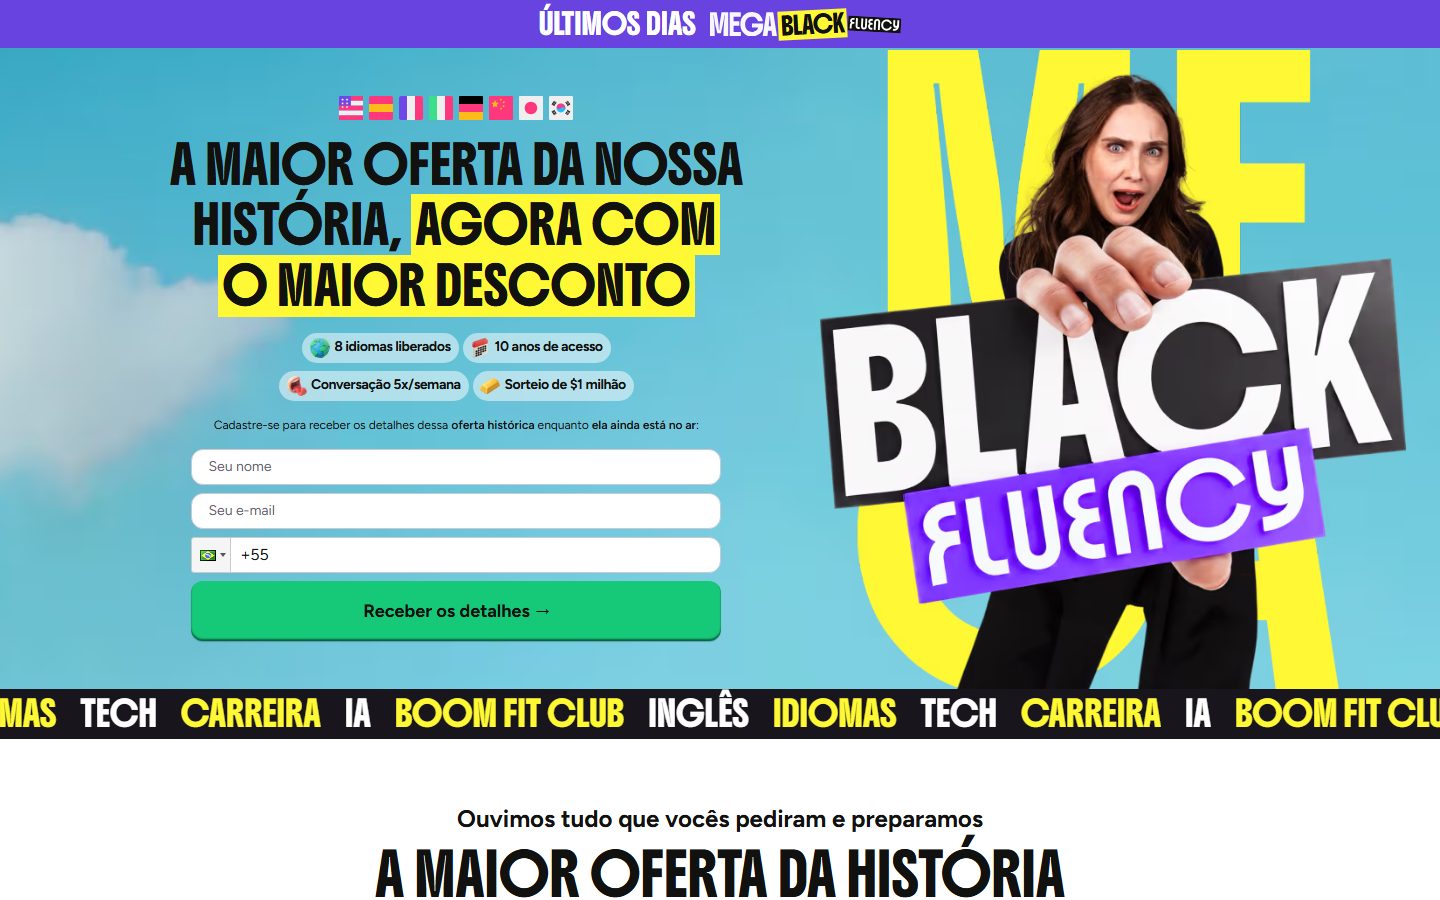 ÚLTIMOS DIAS MEGA BLACK FLUENCY
A MAIOR OFERTA DA NOSSA
HISTÓRIA, AGORA COM
O MAIOR DESCONTO
8 idiomas liberados 10 anos de acesso
Conversação 5x/semana Sorteio de $1 milhão
Cadastre-se para receber os detalhes dessa oferta histórica enquanto ela ainda está no ar:
Seu nome
Seu e-mail
+55
Receber os detalhes →
MEGA
BLACK
FLUENCY
MAS TECH CARREIRA IA BOOM FIT CLUB INGLÊS IDIOMAS TECH CARREIRA IA BOOM FIT CLU
Ouvimos tudo que vocês pediram e preparamos
A MAIOR OFERTA DA HISTÓRIA